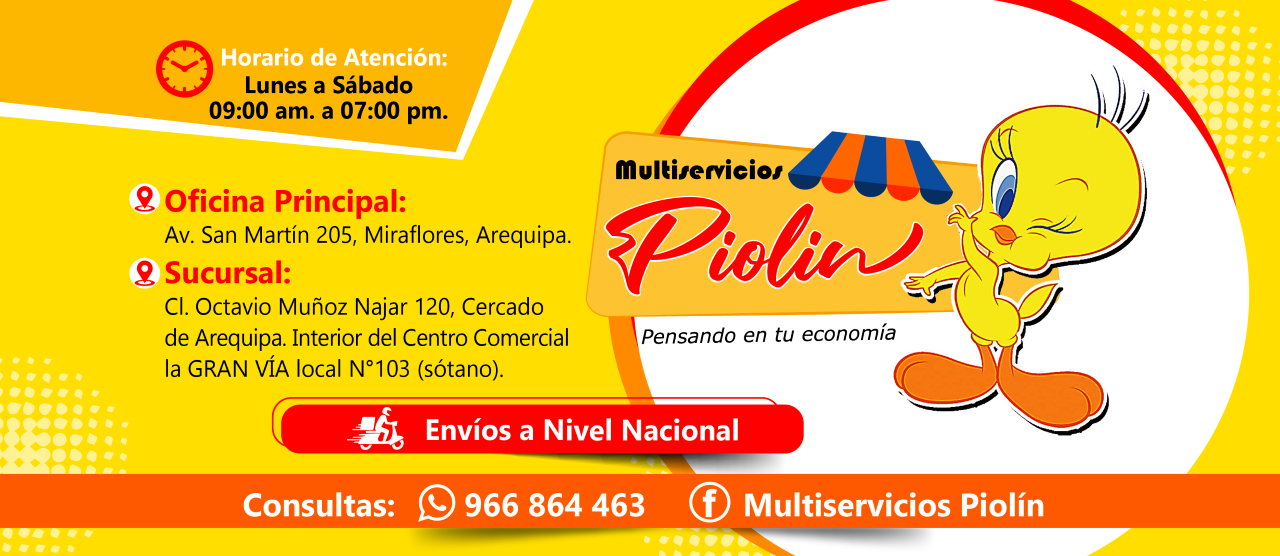 Horario de Atención:
Lunes a Sábado
09:00 am. a 07:00 pm.
Oficina Principal:
Av. San Martín 205, Miraflores, Arequipa.
Sucursal:
Cl. Octavio Muñoz Najar 120, Cercado
de Arequipa. Interior del Centro Comercial
la GRAN VÍA local N°103 (sótano).
Multiservicios
Piolin
Pensando en tu economía
Envíos a Nivel Nacional
Consultas: 966 864 463 Multiservicios Piolín